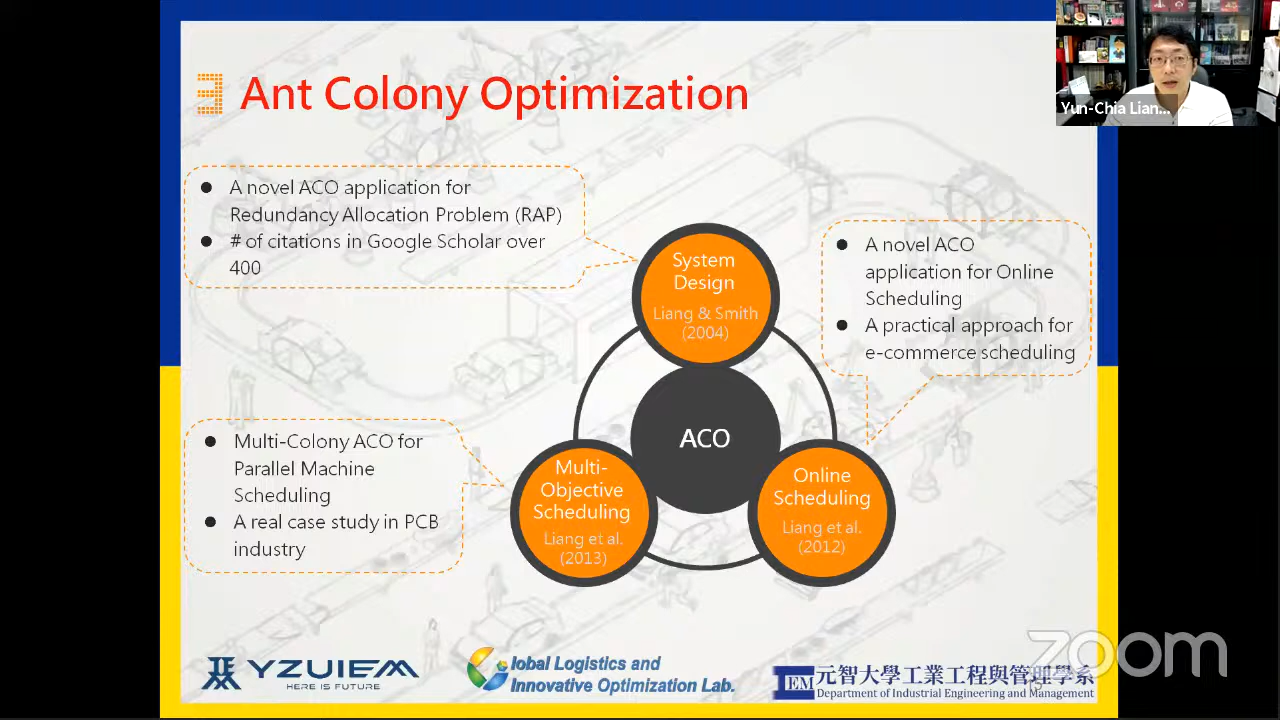 3 Ant Colony Optimization
Yun-Chia Lian...
● A novel ACO application for
Redundancy Allocation Problem (RAP)
● # of citations in Google Scholar over
400
System
Design
Liang & Smith
(2004)
● A novel ACO
application for Online
Scheduling
● A practical approach for
e-commerce scheduling
ACO
● Multi-Colony ACO for
Parallel Machine
Scheduling
● A real case study in PCB
industry
Multi-
Objective
Scheduling
Liang et al.
(2013)
Online
Scheduling
Liang et al.
(2012)
YZUIEM
HERE IS FUTURE
Global Logistics and
Innovative Optimization Lab.
IEM
元智大學工業工程與管理學系
Department of Industrial Engineering and Management
zoom